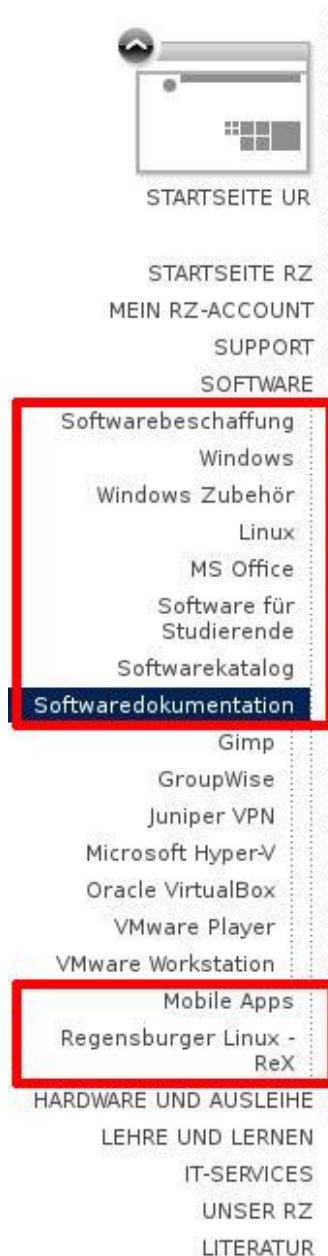 STARTSEITE UR
STARTSEITE RZ
MEIN RZ-ACCOUNT
SUPPORT
SOFTWARE
Softwarebeschaffung
Windows
Windows Zubehör
Linux
MS Office
Software für
Studierende
Softwarekatalog
Softwaredokumentation
Gimp
GroupWise
Juniper VPN
Microsoft Hyper-V
Oracle VirtualBox
VMware Player
VMware Workstation
Mobile Apps
Regensburger Linux -
ReX
HARDWARE UND AUSLEIHE
LEHRE UND LERNEN
IT-SERVICES
UNSER RZ
LITERATUR